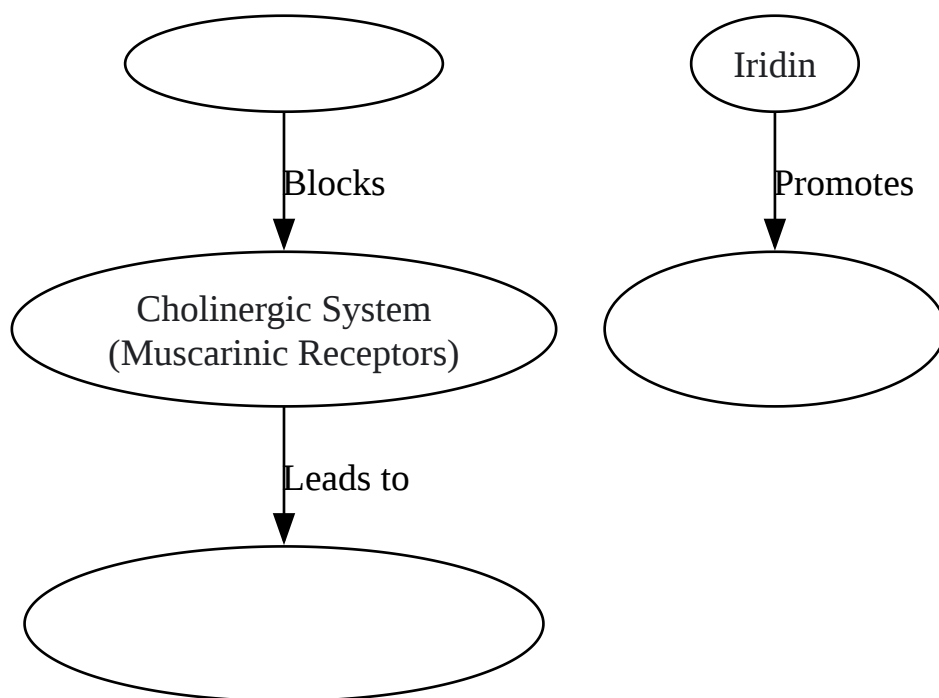 Iridin
Blocks
Promotes
Cholinergic System
(Muscarinic Receptors)
Leads to